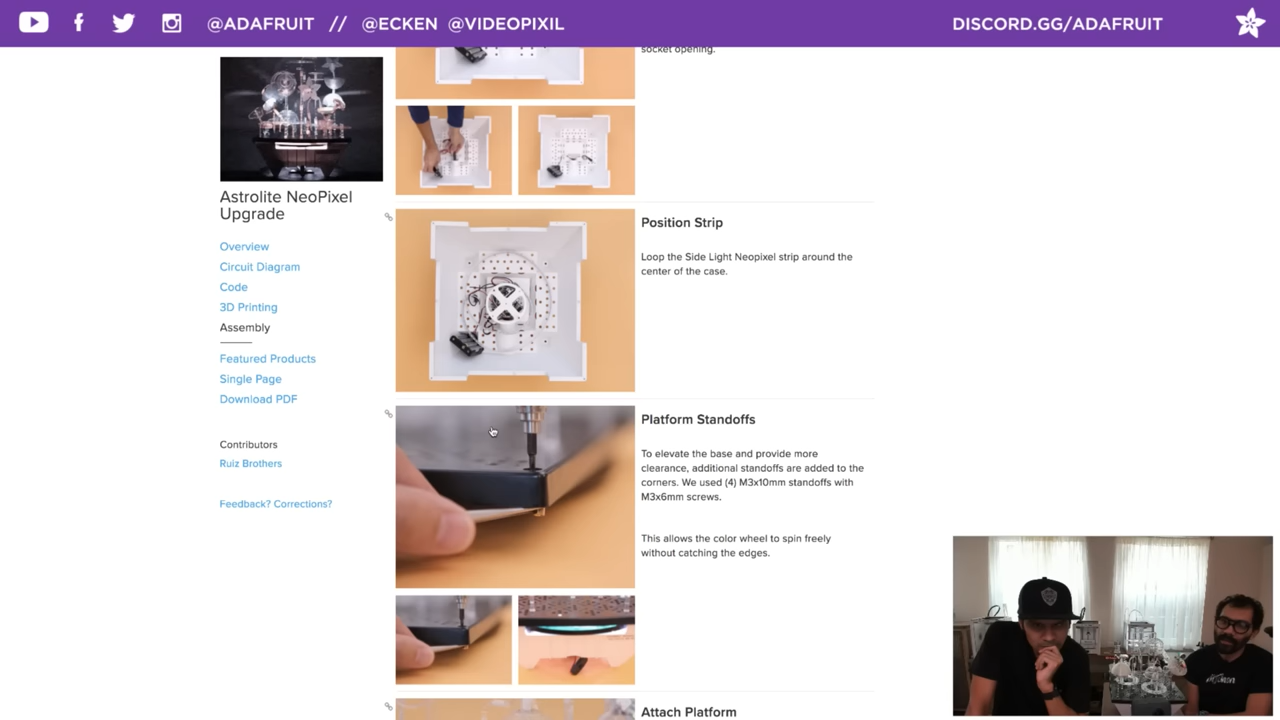 @ADAFRUIT // @ECKEN @VIDEOPIXIL
DISCORD.GG/ADAFRUIT
socket opening.
Astrolite NeoPixel
Upgrade
Overview
Circuit Diagram
Code
3D Printing
Assembly
Featured Products
Single Page
Download PDF
Contributors
Ruiz Brothers
Feedback? Corrections?
Position Strip
Loop the Side Light Neopixel strip around the
center of the case.
Platform Standoffs
To elevate the base and provide more
clearance, additional standoffs are added to the
corners. We used (4) M3x10mm standoffs with
M3x6mm screws.
This allows the color wheel to spin freely
without catching the edges.
Attach Platform